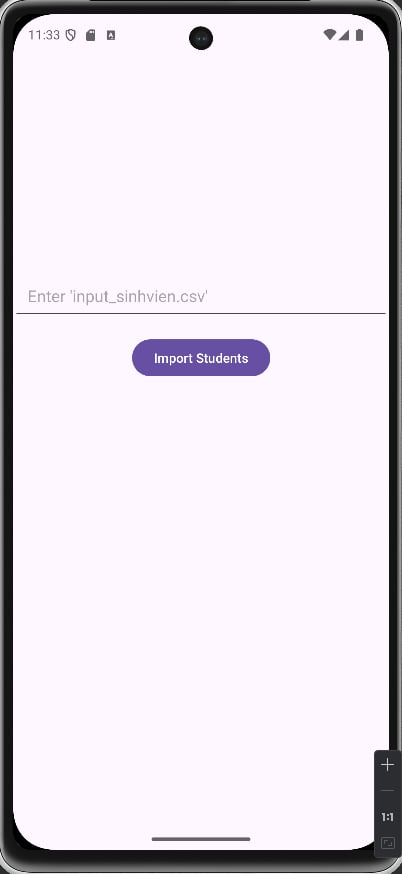 11:33
Enter 'input_sinhvien.csv'
Import Students
1:1